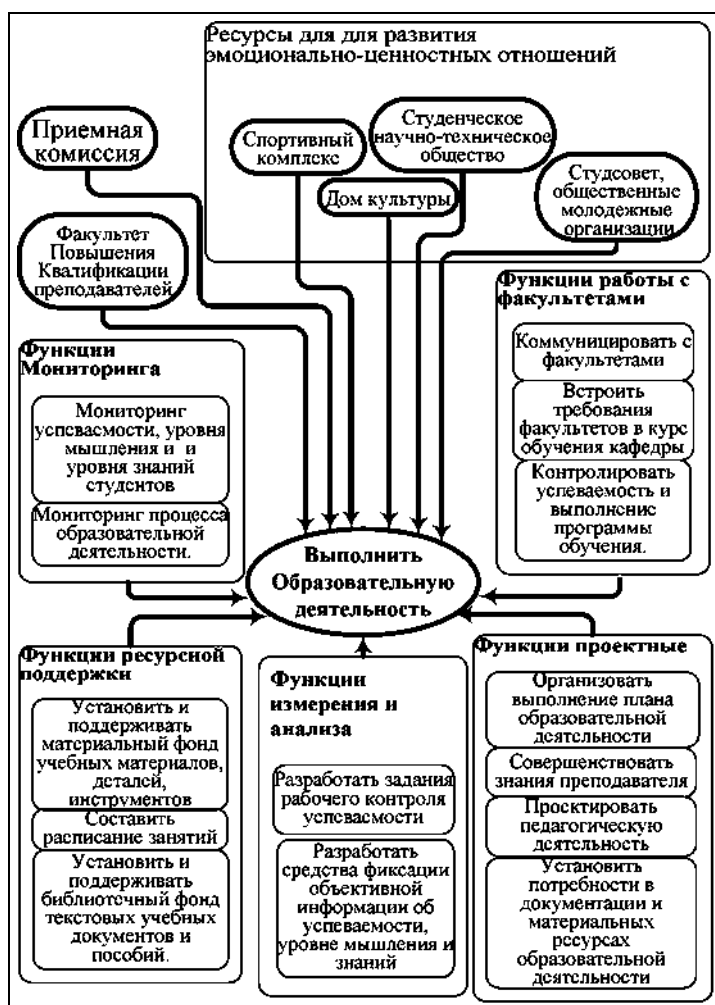 Ресурсы для для развития
эмоционально-ценностных отношений
Приемная
комиссия
Спортивный
комплекс
Студенческое
научно-техническое
общество
Дом культуры
Студсовет,
общественные
молодежные
организации
Факультет
Повышения
Квалификации
преподавателей
Функции работы с
факультетами
Коммуницировать с
факультетами
Встроить
требования
факультетов в курс
обучения кафедры
Контролировать
успеваемость и
выполнение
программы
обучения.
Функции
Мониторинга
Мониторинг
успеваемости, уровня
мышления и и
уровня знаний
студентов
Мониторинг процесса
образовательной
деятельности.
Выполнить
Образовательную
деятельность
Функции ресурсной
поддержки
Установить и
поддерживать
материальный фонд
учебных материалов,
деталей,
инструментов
Составить
расписание занятий
Установить и
поддерживать
библиотечный фонд
текстовых учебных
документов и
пособий.
Функции
измерения и
анализа
Разработать задания
рабочего контроля
успеваемости
Разработать
средства фиксации
объективной
информации об
успеваемости,
уровне мышления и
знаний
Функции проектные
Организовать
выполнение плана
образовательной
деятельности
Совершенствовать
знания преподавателя
Проектировать
педагогическую
деятельность
Установить
потребности в
документации и
материальных
ресурсах
образовательной
деятельности